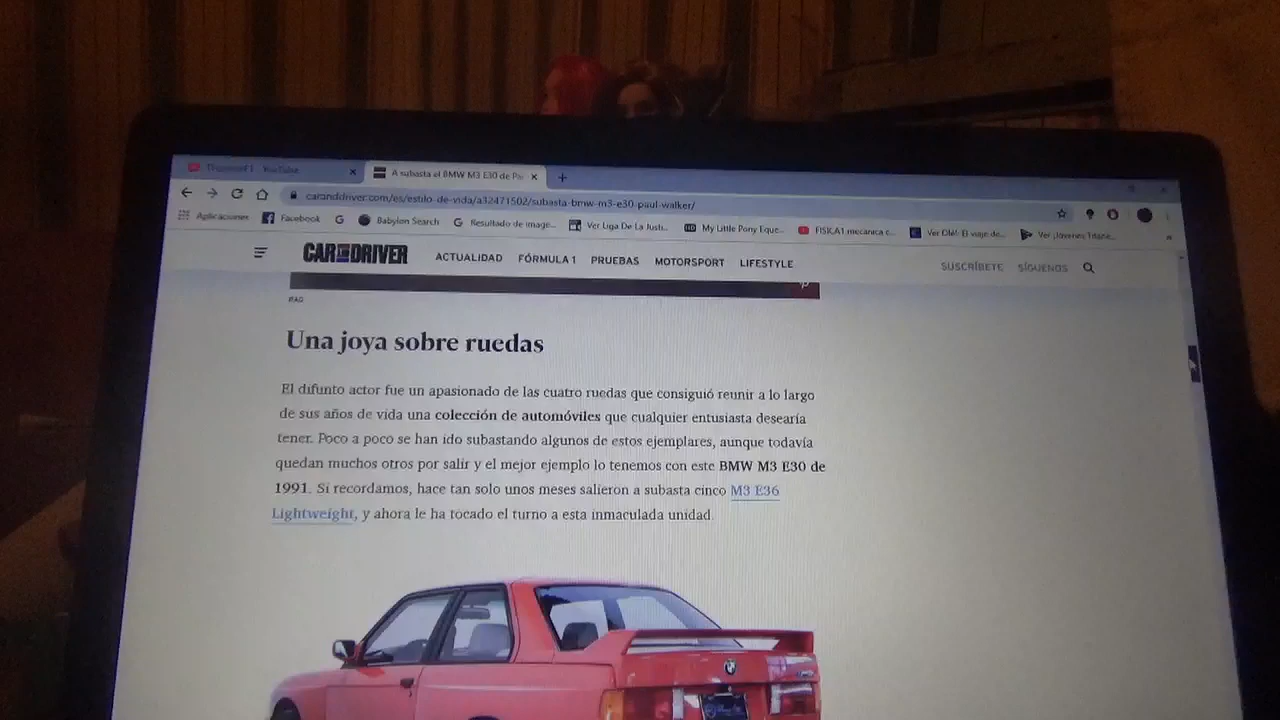 YouTube
A subasta el BMW M3 E30 de Pa
caranddriver.com/es/estilo-de-vida/a32471502/subasta-bmw-m3-e30-paul-walker/
Aplicaciones Facebook Babylon Search Resultado de image... Ver Liga De La Justi... My Little Pony Eque... FISICA1 mecanica c... Ver Olé!- El viaje de... Ver ¡Jóvenes Titane...
CAR AND DRIVER ACTUALIDAD FÓRMULA 1 PRUEBAS MOTORSPORT LIFESTYLE SUSCRÍBETE SÍGUENOS
Una joya sobre ruedas
El difunto actor fue un apasionado de las cuatro ruedas que consiguió reunir a lo largo
de sus años de vida una colección de automóviles que cualquier entusiasta desearía
tener. Poco a poco se han ido subastando algunos de estos ejemplares, aunque todavía
quedan muchos otros por salir y el mejor ejemplo lo tenemos con este BMW M3 E30 de
1991. Si recordamos, hace tan solo unos meses salieron a subasta cinco M3 E36
Lightweight, y ahora le ha tocado el turno a esta inmaculada unidad.